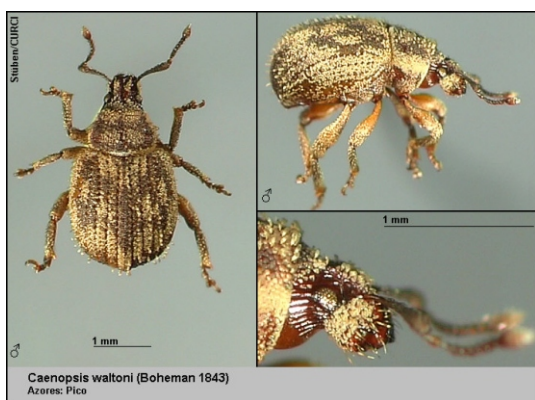 Stüben/CURCI
1 mm
♂
♂
1 mm
Caenopsis waltoni (Boheman 1843)
Azores: Pico